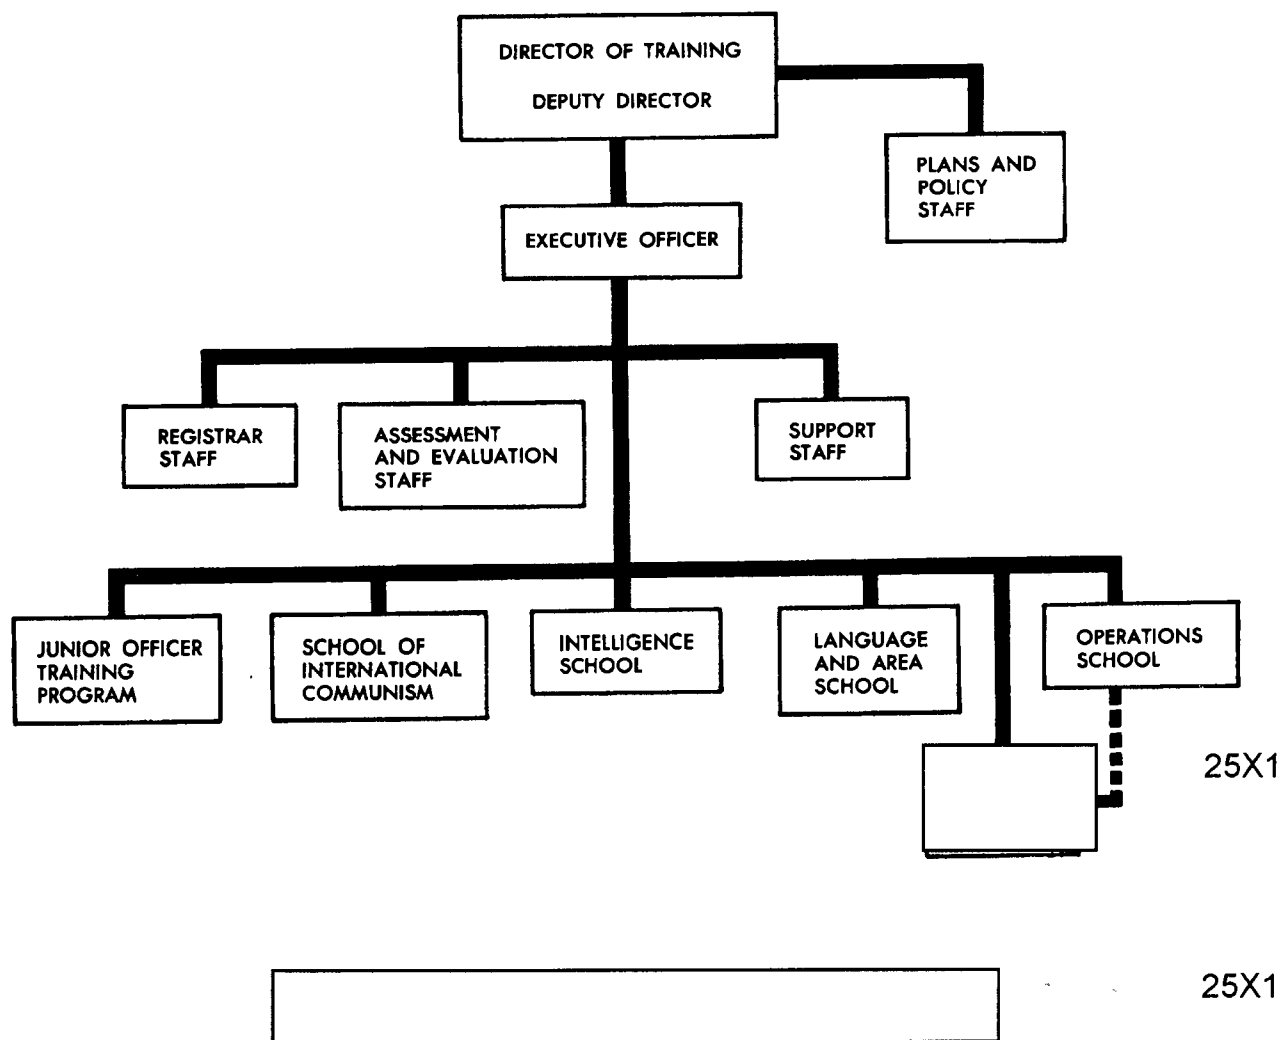 DIRECTOR OF TRAINING
DEPUTY DIRECTOR
PLANS AND
POLICY
STAFF
EXECUTIVE OFFICER
REGISTRAR
STAFF
ASSESSMENT
AND EVALUATION
STAFF
SUPPORT
STAFF
JUNIOR OFFICER
TRAINING
PROGRAM
SCHOOL OF
INTERNATIONAL
COMMUNISM
INTELLIGENCE
SCHOOL
LANGUAGE
AND AREA
SCHOOL
OPERATIONS
SCHOOL
25X1
25X1